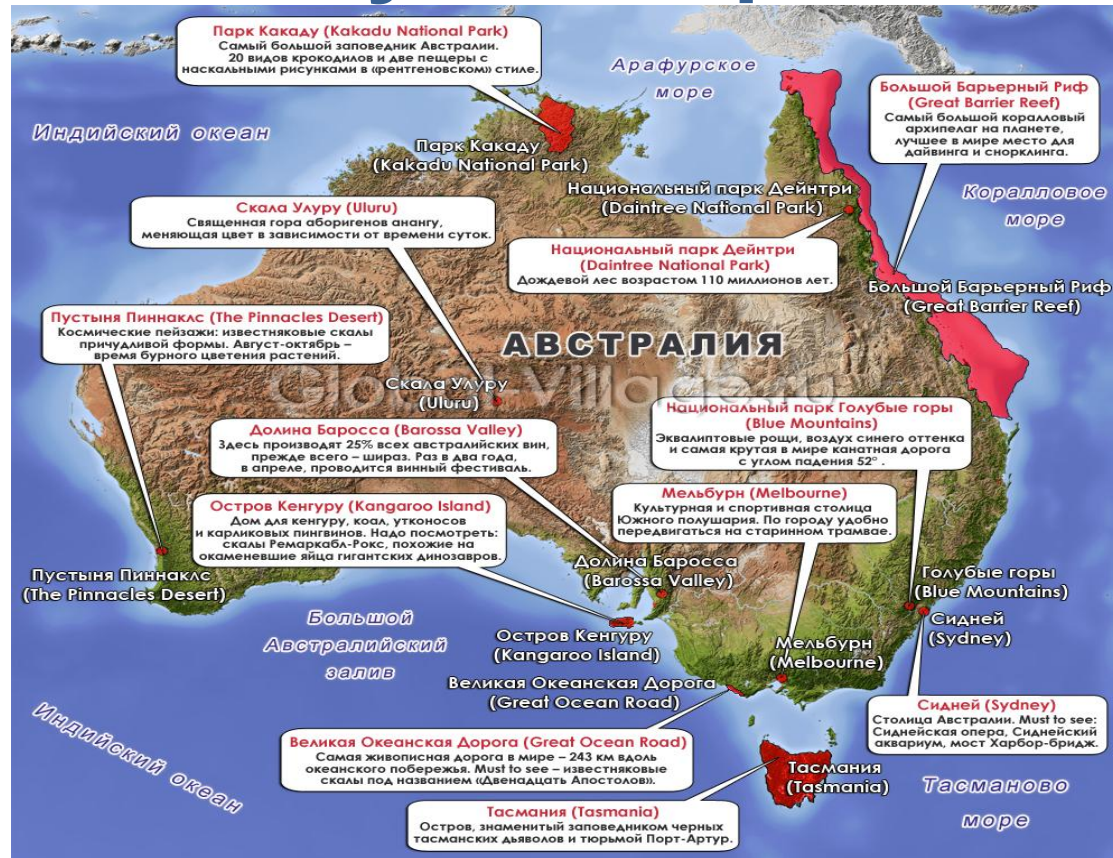 Парк Какаду (Kakadu National Park)
Самый большой заповедник Австралии.
20 видов крокодилов и две пещеры с
наскальными рисунками в «рентгеновском» стиле.
Арафурское
море
Большой Барьерный Риф
(Great Barrier Reef)
Самый большой коралловый
архипелаг на планете,
лучшее в мире место для
дайвинга и снорклинга.
Индийский океан
Парк Какаду
(Kakadu National Park)
Национальный парк Дейнтри
(Daintree National Park)
Коралловое
море
Скала Улуру (Uluru)
Священная гора аборигенов анангу,
меняющая цвет в зависимости от времени суток.
Национальный парк Дейнтри
(Daintree National Park)
Дождевой лес возрастом 110 миллионов лет.
Большой Барьерный Риф
(Great Barrier Reef)
Пустыня Пиннаклс (The Pinnacles Desert)
Космические пейзажи: известняковые скалы
причудливой формы. Август-октябрь –
время бурного цветения растений.
АВСТРАЛИЯ
Global-Village.ru
Скала Улуру
(Uluru)
Национальный парк Голубые горы
(Blue Mountains)
Эквалиптовые рощи, воздух синего оттенка
и самая крутая в мире канатная дорога
с углом падения 52° .
Долина Баросса (Barossa Valley)
Здесь производят 25% всех австралийских вин,
прежде всего – шираз. Раз в два года,
в апреле, проводится винный фестиваль.
Мельбурн (Melbourne)
Культурная и спортивная столица
Южного полушария. По городу удобно
передвигаться на старинном трамвае.
Остров Кенгуру (Kangaroo Island)
Дом для кенгуру, коал, утконосов
и карликовых пингвинов. Надо посмотреть:
скалы Ремаркабл-Рокс, похожие на
окаменевшие яйца гигантских динозавров.
Пустыня Пиннаклс
(The Pinnacles Desert)
Долина Баросса
(Barossa Valley)
Голубые горы
(Blue Mountains)
Сидней
(Sydney)
Большой
Австралийский
залив
Остров Кенгуру
(Kangaroo Island)
Мельбурн
(Melbourne)
Великая Океанская Дорога
(Great Ocean Road)
Сидней (Sydney)
Столица Австралии. Must to see:
Сиднейская опера, Сиднейский
аквариум, мост Харбор-бридж.
Индийский океан
Великая Океанская Дорога (Great Ocean Road)
Самая живописная дорога в мире – 243 км вдоль
океанского побережья. Must to see – известняковые
скалы под названием «Двенадцать Апостолов».
Тасмания
(Tasmania)
Тасманово
море
Тасмания (Tasmania)
Остров, знаменитый заповедником черных
тасманских дьяволов и тюрьмой Порт-Артур.